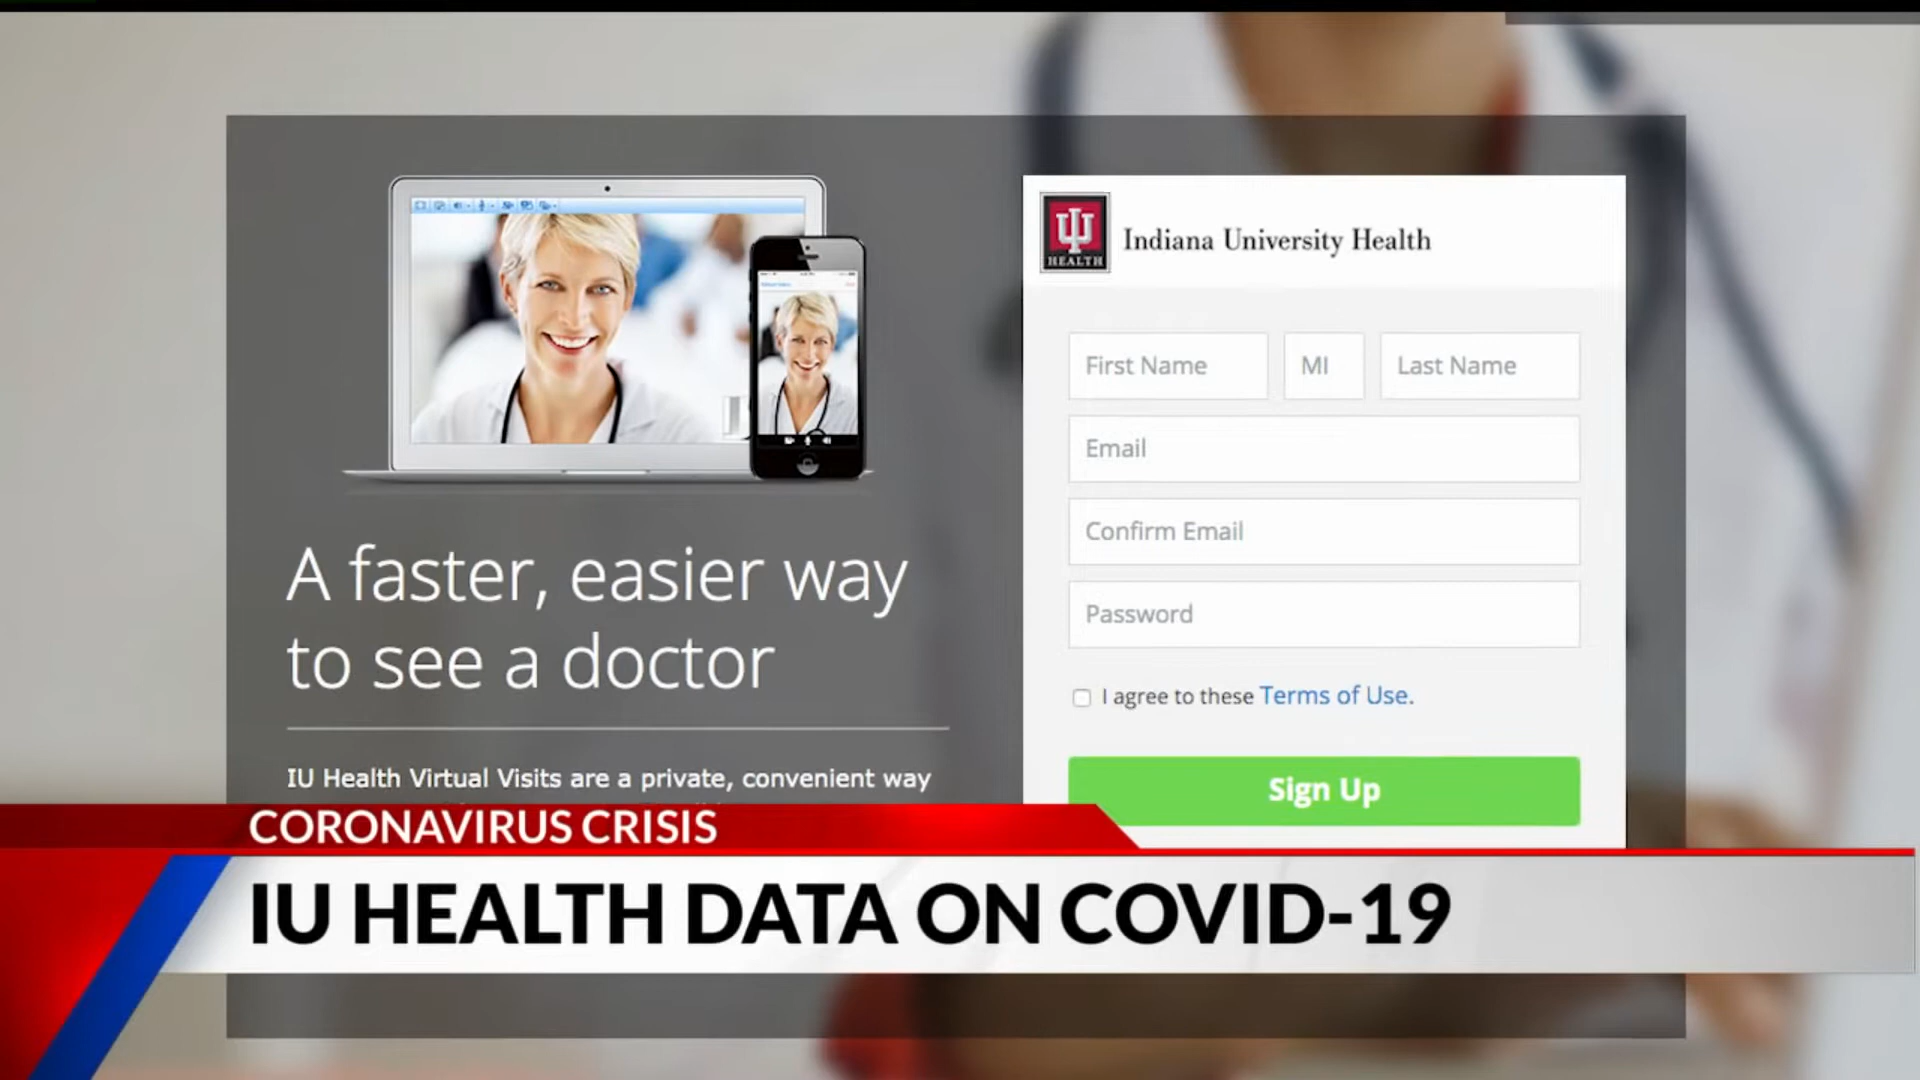 IU
HEALTH
Indiana University Health
First Name
MI
Last Name
Email
Confirm Email
Password
I agree to these Terms of Use.
Sign Up
A faster, easier way
to see a doctor
IU Health Virtual Visits are a private, convenient way
CORONAVIRUS CRISIS
IU HEALTH DATA ON COVID-19